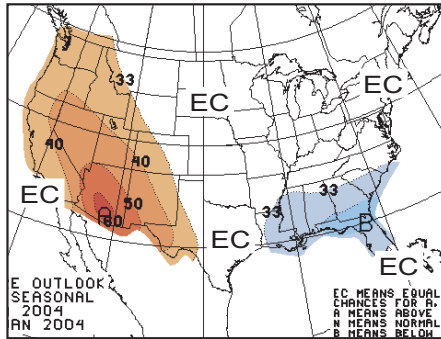 33
EC
EC
40
40
EC
50
A
60
EC
33
33
B
EC
E OUTLOOK
SEASONAL
2004
AN 2004
EC MEANS EQUAL
CHANCES FOR A,
A MEANS ABOVE
N MEANS NORMAL
B MEANS BELOW